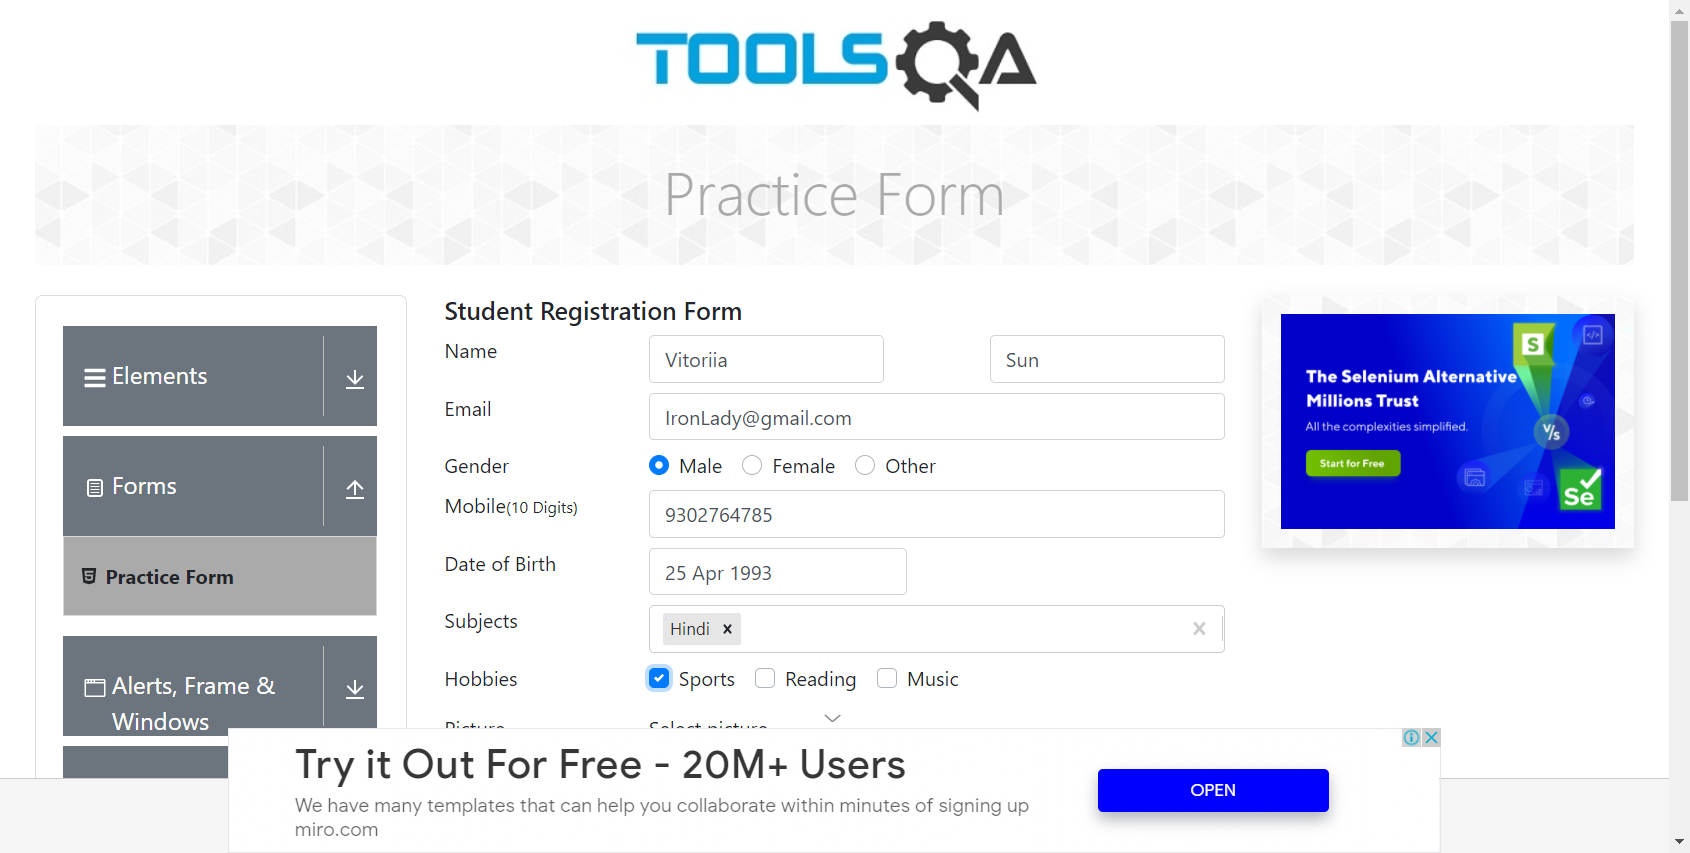 TOOLSQA
Practice Form
Elements
Forms
Practice Form
Alerts, Frame &
Windows
Student Registration Form
Name
Vitoriia
Sun
Email
IronLady@gmail.com
Gender
Male
Female
Other
Mobile(10 Digits)
9302764785
Date of Birth
25 Apr 1993
Subjects
Hindi
Hobbies
Sports
Reading
Music
Picture
Select picture
The Selenium Alternative
Millions Trust
All the complexities simplified.
Start for Free
S
V/s
Se
Try it Out For Free - 20M+ Users
We have many templates that can help you collaborate within minutes of signing up
miro.com
OPEN